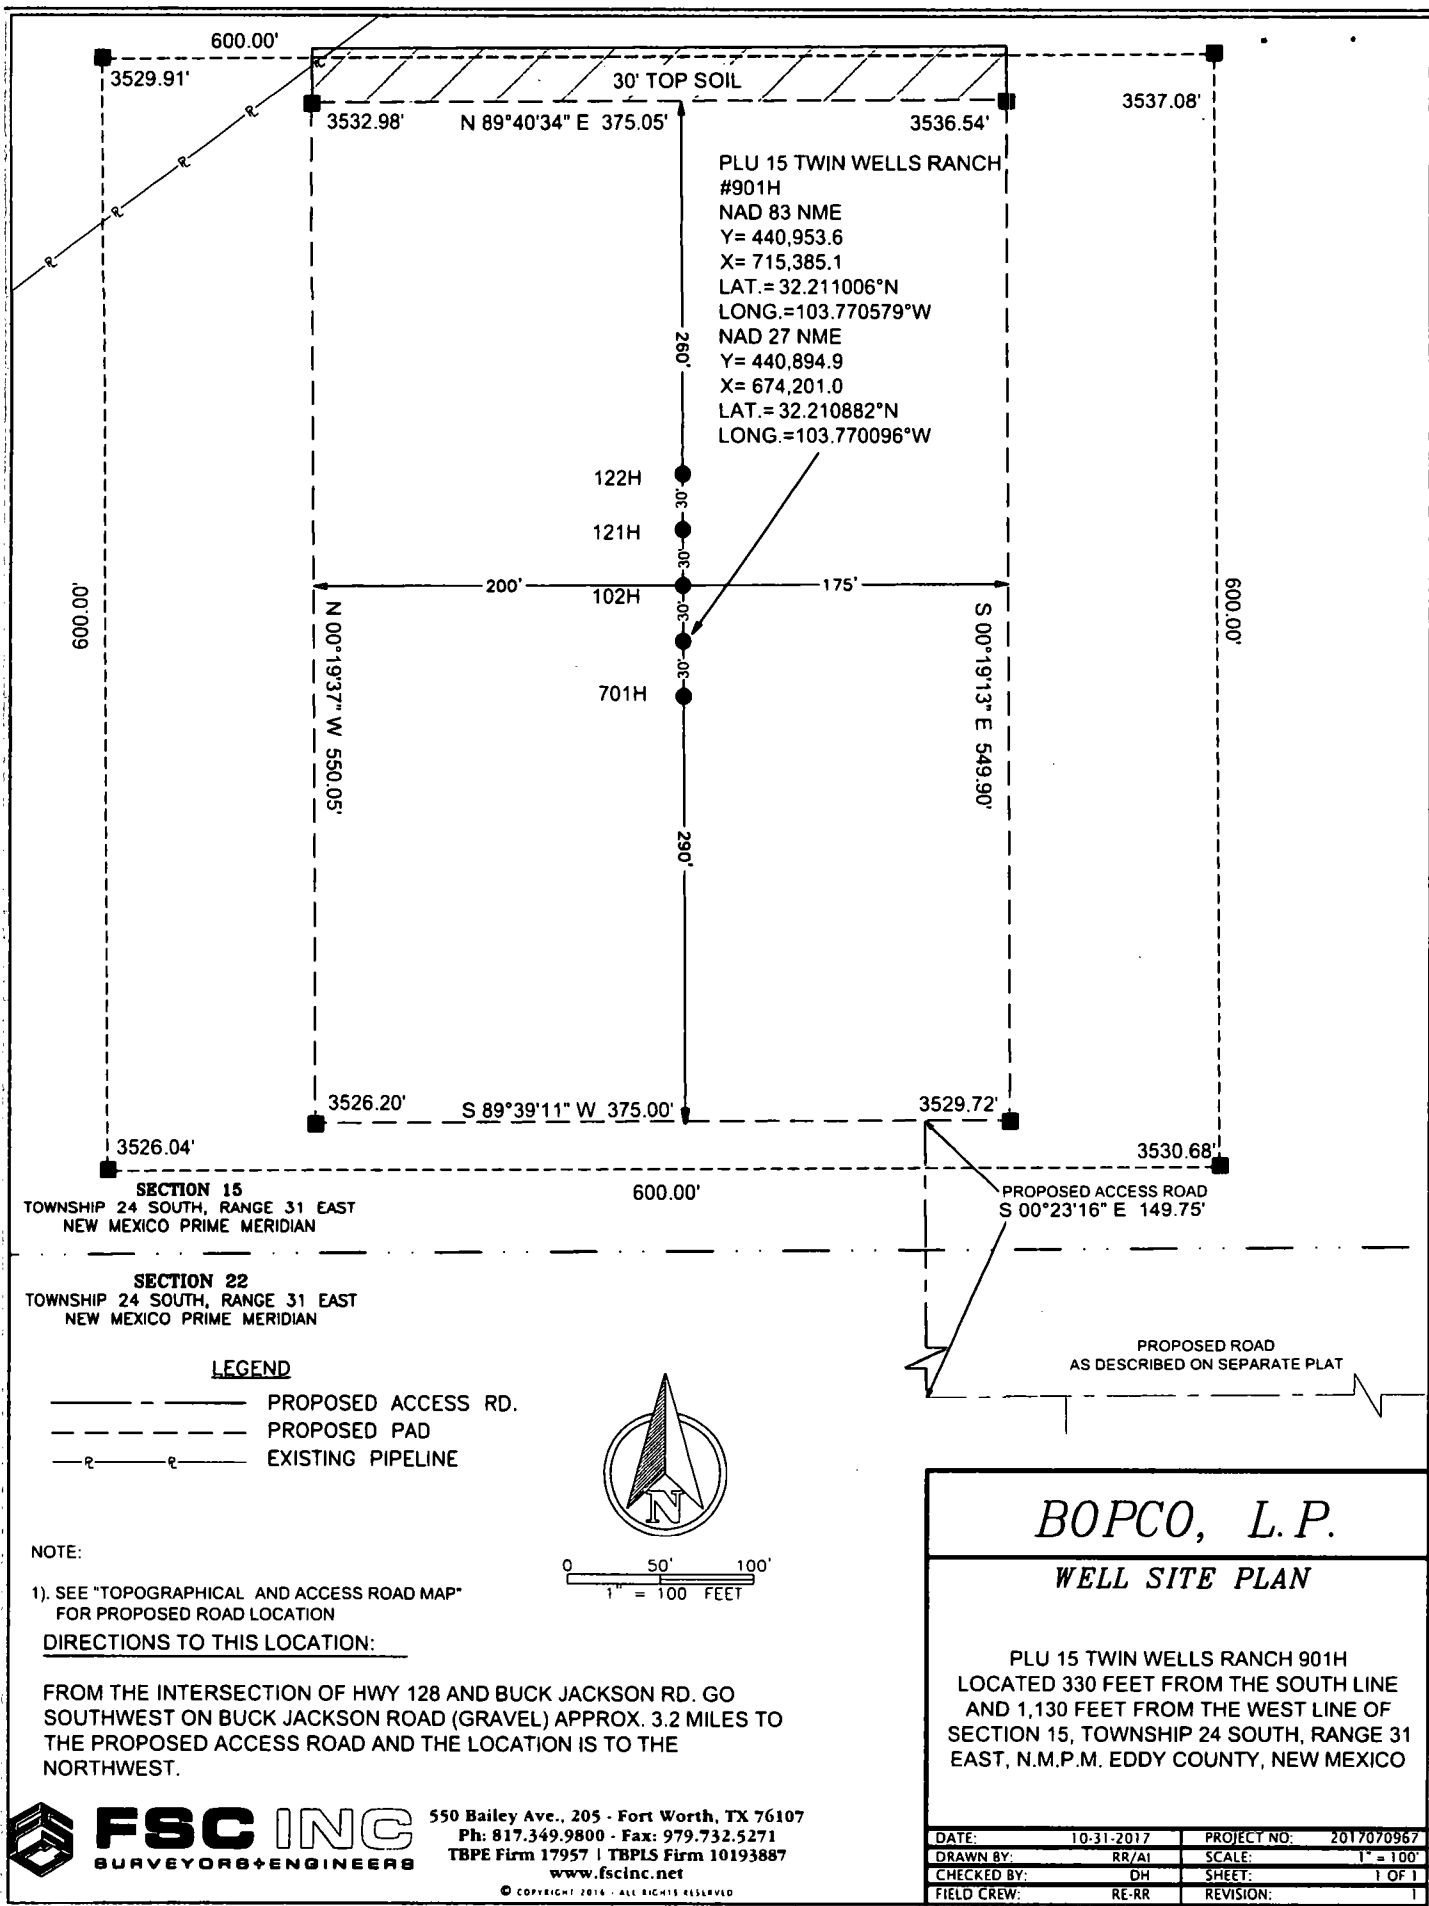 600.00'
3529.91'
30' TOP SOIL
3537.08'
3532.98'
N 89°40'34" E 375.05'
3536.54'
PLU 15 TWIN WELLS RANCH
#901H
NAD 83 NME
Y= 440,953.6
X= 715,385.1
LAT.= 32.211006°N
LONG.=103.770579°W
NAD 27 NME
Y= 440,894.9
X= 674,201.0
LAT.= 32.210882°N
LONG.=103.770096°W
260'
122H
30'
121H
30'
200'
175'
102H
30'
30'
701H
600.00'
600.00'
N 00°19'37" W 550.05'
S 00°19'13" E 549.90'
290'
3526.20'
S 89°39'11" W 375.00'
3529.72'
3526.04'
3530.68'
600.00'
SECTION 15
TOWNSHIP 24 SOUTH, RANGE 31 EAST
NEW MEXICO PRIME MERIDIAN
PROPOSED ACCESS ROAD
S 00°23'16" E 149.75'
SECTION 22
TOWNSHIP 24 SOUTH, RANGE 31 EAST
NEW MEXICO PRIME MERIDIAN
PROPOSED ROAD
AS DESCRIBED ON SEPARATE PLAT
LEGEND
PROPOSED ACCESS RD.
PROPOSED PAD
EXISTING PIPELINE
N
0 50' 100'
1" = 100 FEET
NOTE:
1). SEE "TOPOGRAPHICAL AND ACCESS ROAD MAP"
FOR PROPOSED ROAD LOCATION
DIRECTIONS TO THIS LOCATION:
FROM THE INTERSECTION OF HWY 128 AND BUCK JACKSON RD. GO
SOUTHWEST ON BUCK JACKSON ROAD (GRAVEL) APPROX. 3.2 MILES TO
THE PROPOSED ACCESS ROAD AND THE LOCATION IS TO THE
NORTHWEST.
BOPCO, L.P.
WELL SITE PLAN
PLU 15 TWIN WELLS RANCH 901H
LOCATED 330 FEET FROM THE SOUTH LINE
AND 1,130 FEET FROM THE WEST LINE OF
SECTION 15, TOWNSHIP 24 SOUTH, RANGE 31
EAST, N.M.P.M. EDDY COUNTY, NEW MEXICO
FSC INC
SURVEYORS+ENGINEERS
550 Bailey Ave., 205 - Fort Worth, TX 76107
Ph: 817.349.9800 - Fax: 979.732.5271
TBPE Firm 17957 | TBPLS Firm 10193887
www.fscinc.net
© COPYRIGHT 2016 - ALL RIGHTS RESERVED
DATE: 10-31-2017 PROJECT NO: 2017070967
DRAWN BY: RR/AI SCALE: 1" = 100'
CHECKED BY: DH SHEET: 1 OF 1
FIELD CREW: RE-RR REVISION: 1